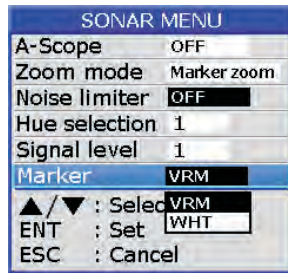 SONAR MENU
A-Scope OFF
Zoom mode Marker zoom
Noise limiter OFF
Hue selection 1
Signal level 1
Marker VRM
▲/▼ : Selec VRM
ENT : Set WHT
ESC : Cancel